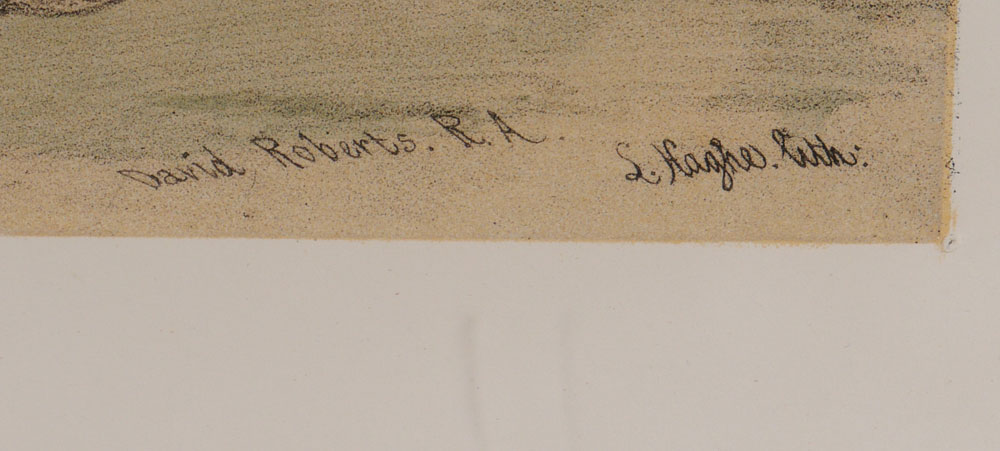 David Roberts. R.A.
L. Haghe. Lith: